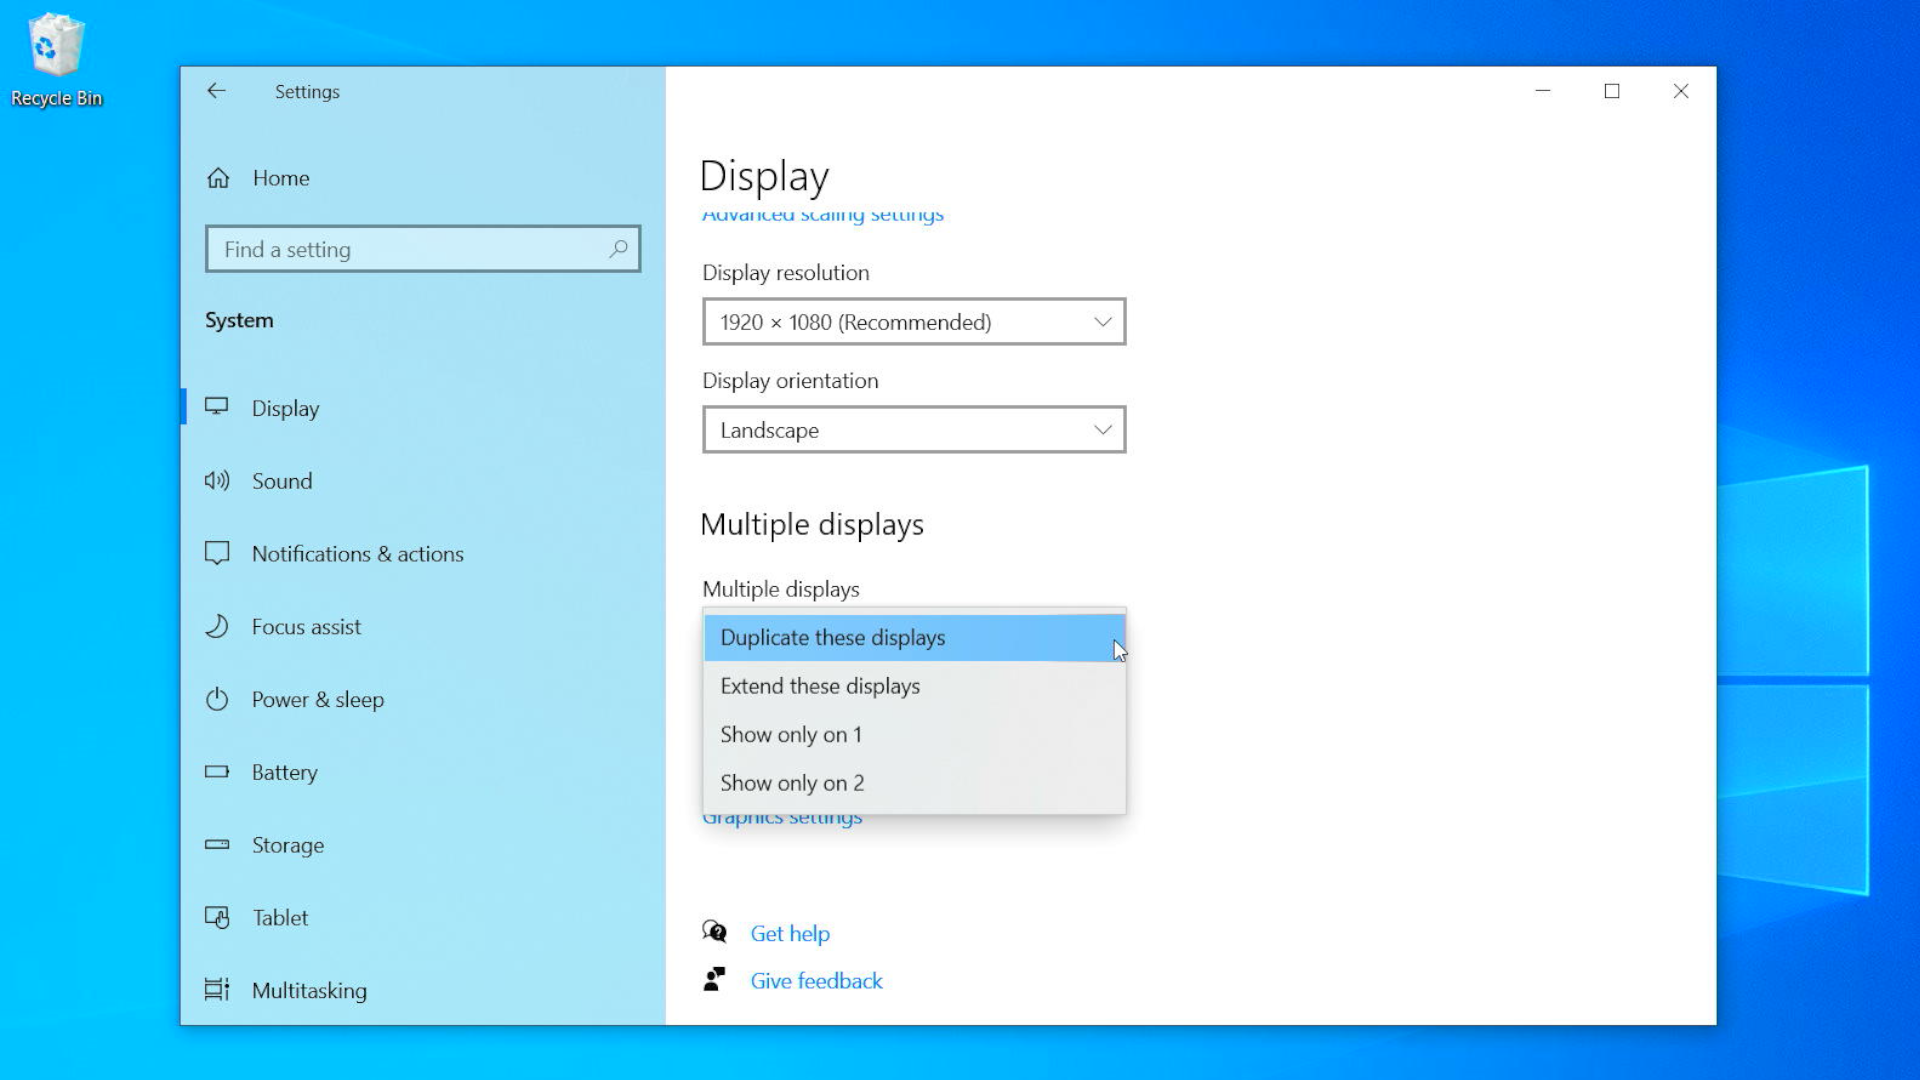 Recycle Bin
Settings
Home
Find a setting
System
Display
Sound
Notifications & actions
Focus assist
Power & sleep
Battery
Storage
Tablet
Multitasking
Display
Advanced scaling settings
Display resolution
1920 × 1080 (Recommended)
Display orientation
Landscape
Multiple displays
Multiple displays
Duplicate these displays
Extend these displays
Show only on 1
Show only on 2
Graphics settings
Get help
Give feedback